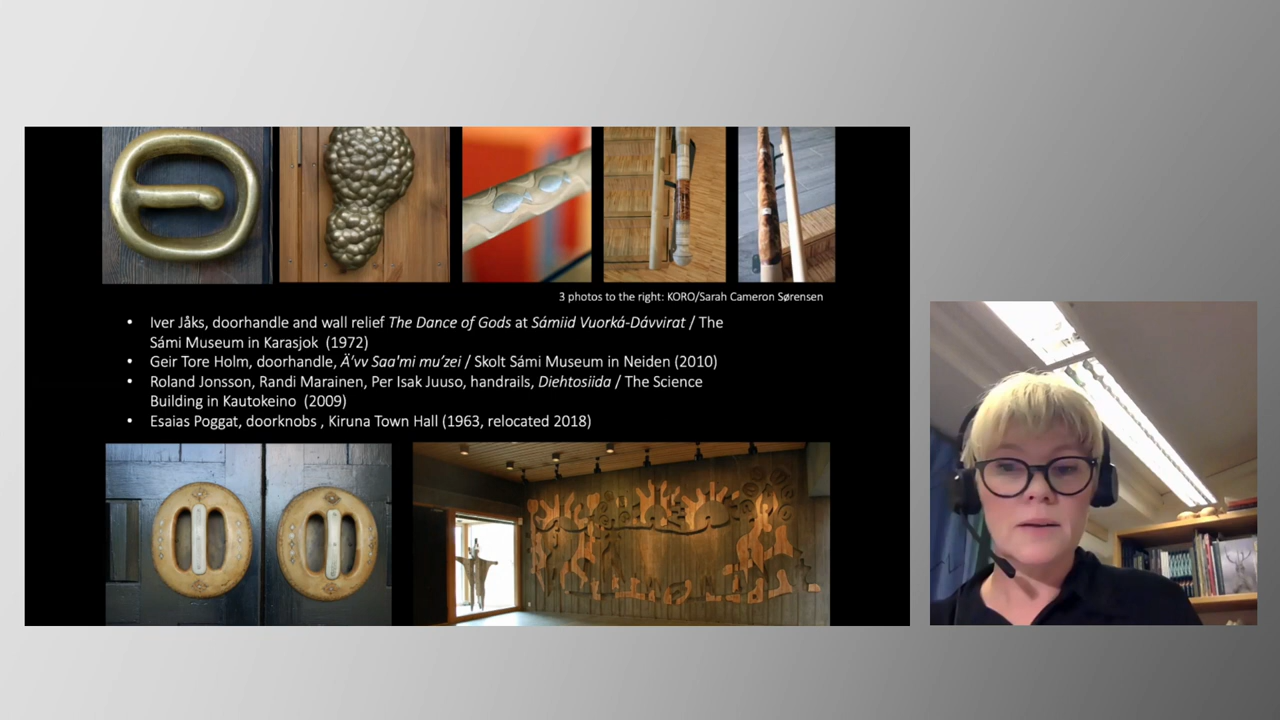 3 photos to the right: KORO/Sarah Cameron Sørensen
• Iver Jåks, doorhandle and wall relief The Dance of Gods at Sámiid Vuorká-Dávvirat / The
Sámi Museum in Karasjok (1972)
• Geir Tore Holm, doorhandle, Ä’vv Saa'mi mu’zei / Skolt Sámi Museum in Neiden (2010)
• Roland Jonsson, Randi Marainen, Per Isak Juuso, handrails, Diehtosiida / The Science
Building in Kautokeino (2009)
• Esaias Poggat, doorknobs , Kiruna Town Hall (1963, relocated 2018)